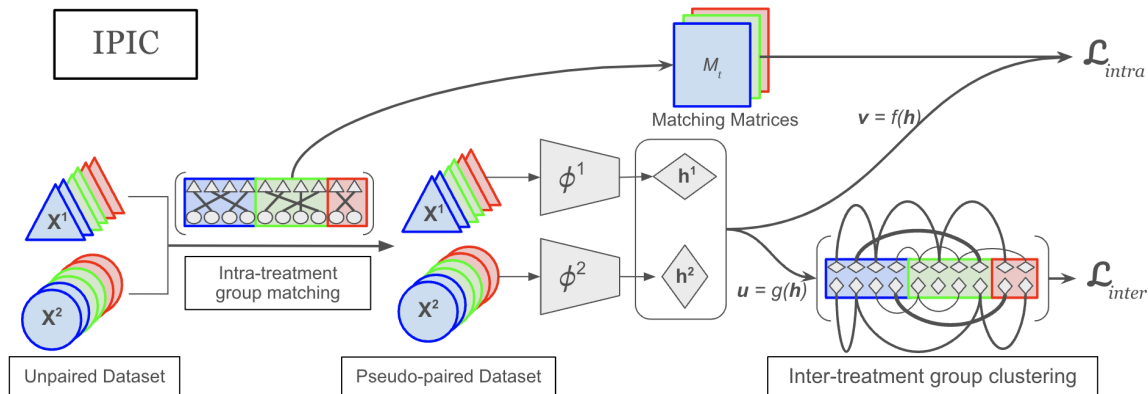 IPIC
M_t
Matching Matrices
𝓛_intra
v = f(h)
X¹
X²
Intra-treatment
group matching
X¹
X²
ϕ¹
ϕ²
h¹
h²
u = g(h)
𝓛_inter
Unpaired Dataset
Pseudo-paired Dataset
Inter-treatment group clustering